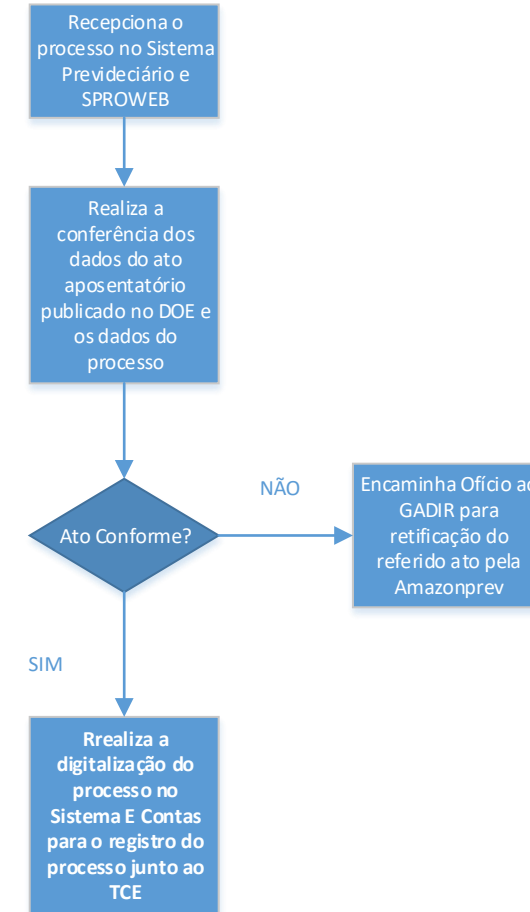 Recepciona o
processo no Sistema
Prevideciário e
SPROWEB
Realiza a
conferência dos
dados do ato
aposentatório
publicado no DOE e
os dados do
processo
Ato Conforme?
NÃO
Encaminha Ofício ao
GADIR para
retificação do
referido ato pela
Amazonprev
SIM
Rrealiza a
digitalização do
processo no
Sistema E Contas
para o registro do
processo junto ao
TCE